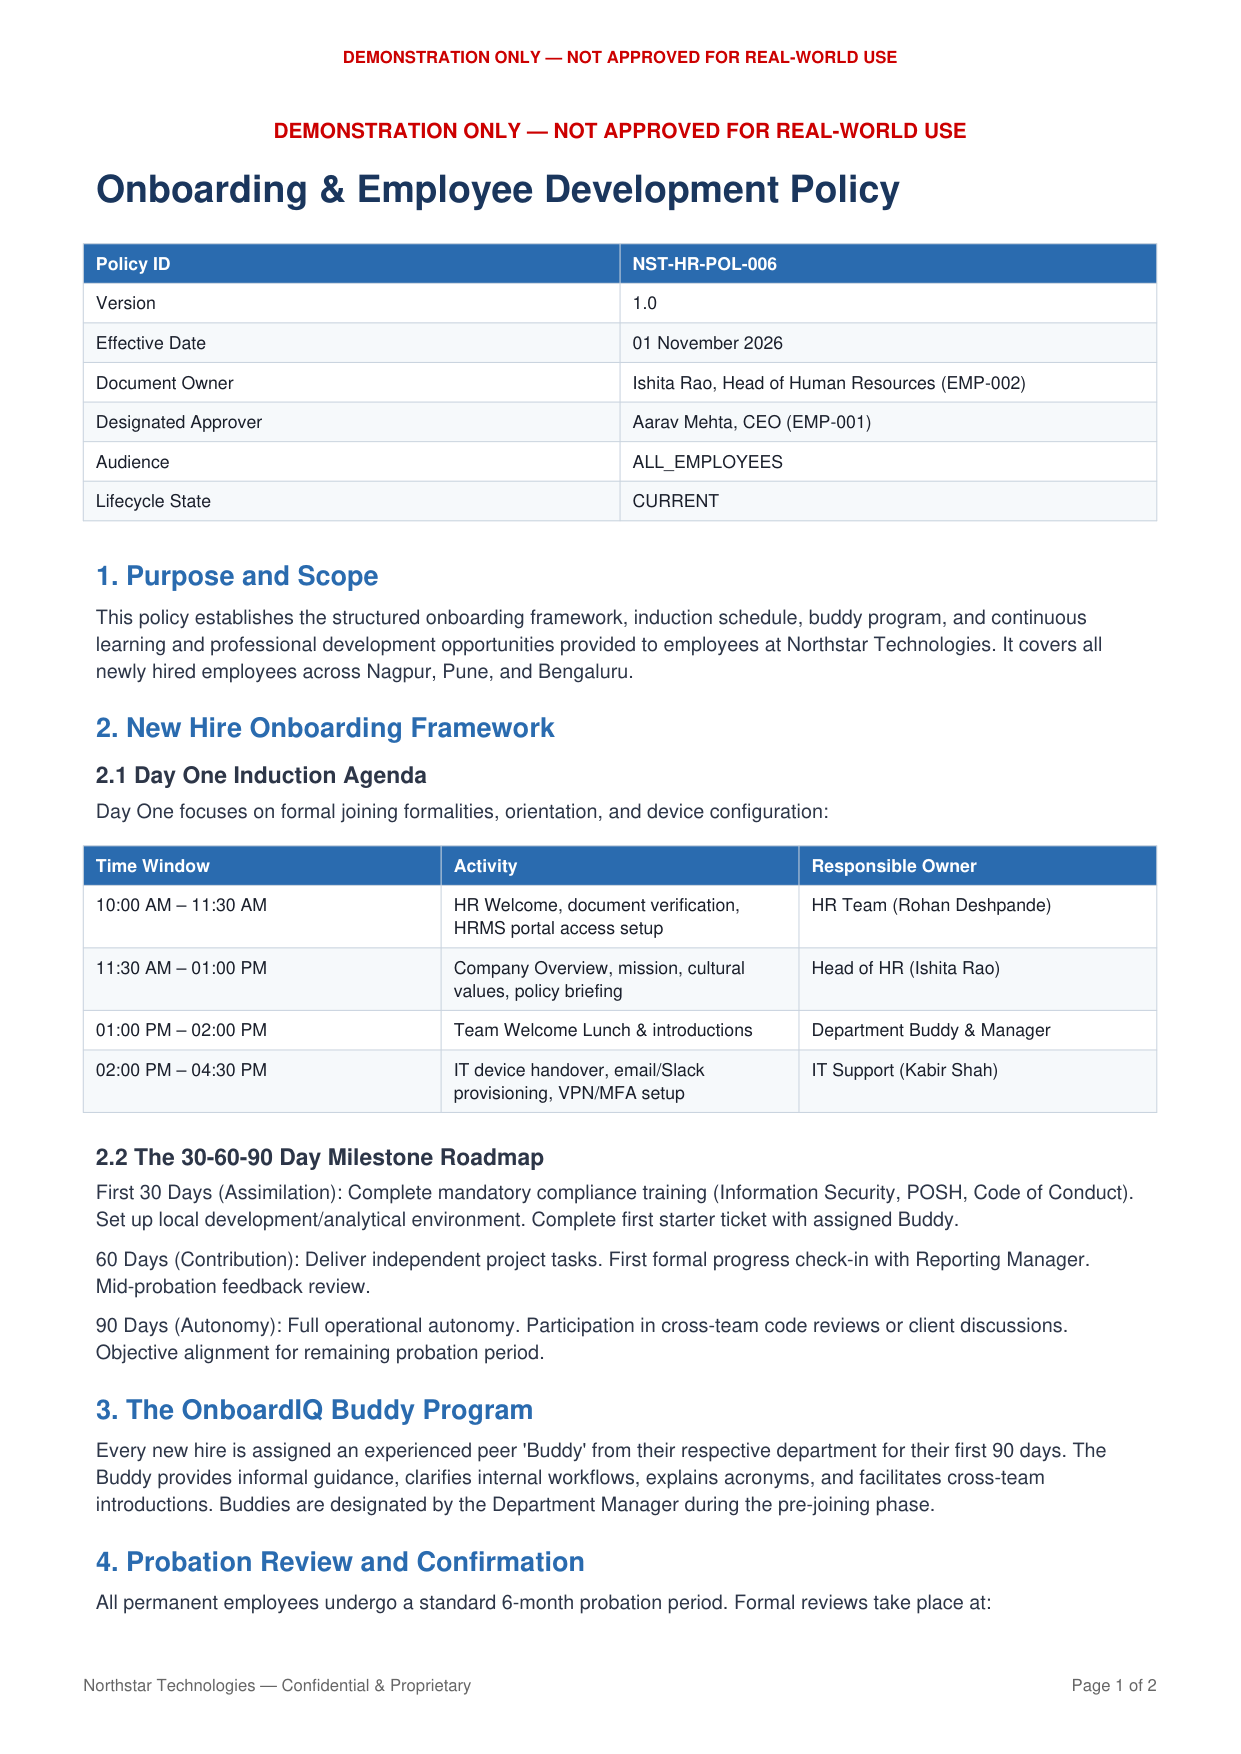 DEMONSTRATION ONLY — NOT APPROVED FOR REAL-WORLD USE
DEMONSTRATION ONLY — NOT APPROVED FOR REAL-WORLD USE
Onboarding & Employee Development Policy
Policy ID NST-HR-POL-006
Version 1.0
Effective Date 01 November 2026
Document Owner Ishita Rao, Head of Human Resources (EMP-002)
Designated Approver Aarav Mehta, CEO (EMP-001)
Audience ALL_EMPLOYEES
Lifecycle State CURRENT
1. Purpose and Scope
This policy establishes the structured onboarding framework, induction schedule, buddy program, and continuous
learning and professional development opportunities provided to employees at Northstar Technologies. It covers all
newly hired employees across Nagpur, Pune, and Bengaluru.
2. New Hire Onboarding Framework
2.1 Day One Induction Agenda
Day One focuses on formal joining formalities, orientation, and device configuration:
Time Window Activity Responsible Owner
10:00 AM – 11:30 AM HR Welcome, document verification, HR Team (Rohan Deshpande)
HRMS portal access setup
11:30 AM – 01:00 PM Company Overview, mission, cultural Head of HR (Ishita Rao)
values, policy briefing
01:00 PM – 02:00 PM Team Welcome Lunch & introductions Department Buddy & Manager
02:00 PM – 04:30 PM IT device handover, email/Slack IT Support (Kabir Shah)
provisioning, VPN/MFA setup
2.2 The 30-60-90 Day Milestone Roadmap
First 30 Days (Assimilation): Complete mandatory compliance training (Information Security, POSH, Code of Conduct).
Set up local development/analytical environment. Complete first starter ticket with assigned Buddy.
60 Days (Contribution): Deliver independent project tasks. First formal progress check-in with Reporting Manager.
Mid-probation feedback review.
90 Days (Autonomy): Full operational autonomy. Participation in cross-team code reviews or client discussions.
Objective alignment for remaining probation period.
3. The OnboardIQ Buddy Program
Every new hire is assigned an experienced peer 'Buddy' from their respective department for their first 90 days. The
Buddy provides informal guidance, clarifies internal workflows, explains acronyms, and facilitates cross-team
introductions. Buddies are designated by the Department Manager during the pre-joining phase.
4. Probation Review and Confirmation
All permanent employees undergo a standard 6-month probation period. Formal reviews take place at:
Northstar Technologies — Confidential & Proprietary Page 1 of 2